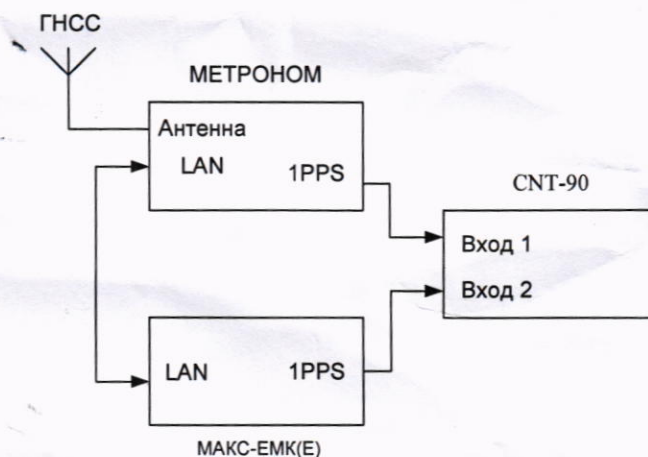 ГНСС
МЕТРОНОМ
Антенна
LAN
1PPS
CNT-90
Вход 1
Вход 2
LAN
1PPS
МАКС-ЕМК(Е)